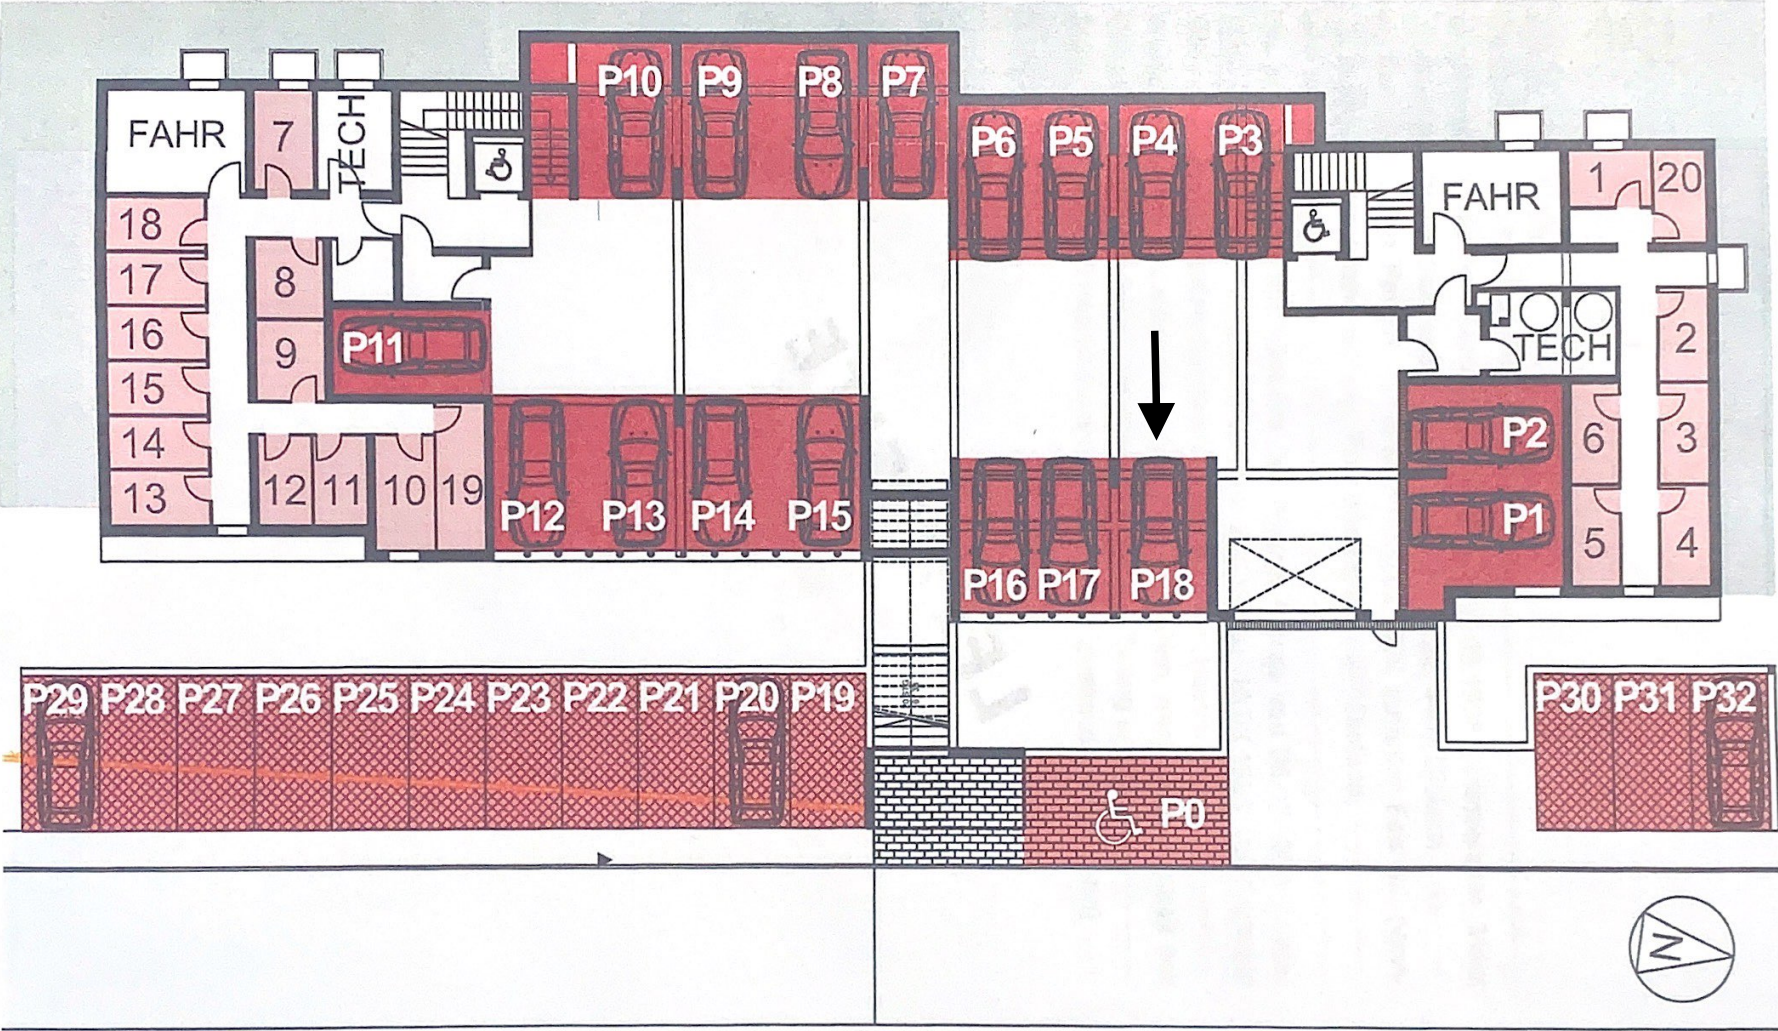 P10 P9 P8 P7
FAHR 7 TECH
P6 P5 P4 P3
FAHR 1 20
18
17 8
16 9 P11
15
14
13 12 11 10 19
P12 P13 P14 P15
TECH 2
P2 6 3
P1 5 4
P16 P17 P18
P29 P28 P27 P26 P25 P24 P23 P22 P21 P20 P19
P30 P31 P32
P0
N